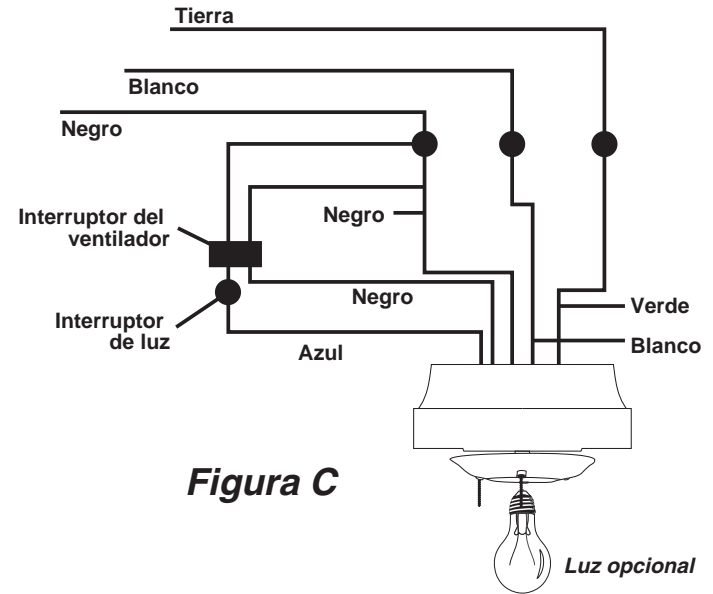 Tierra
Blanco
Negro
Interruptor del
ventilador
Negro
Negro
Interruptor
de luz
Azul
Verde
Blanco
Figura C
Luz opcional